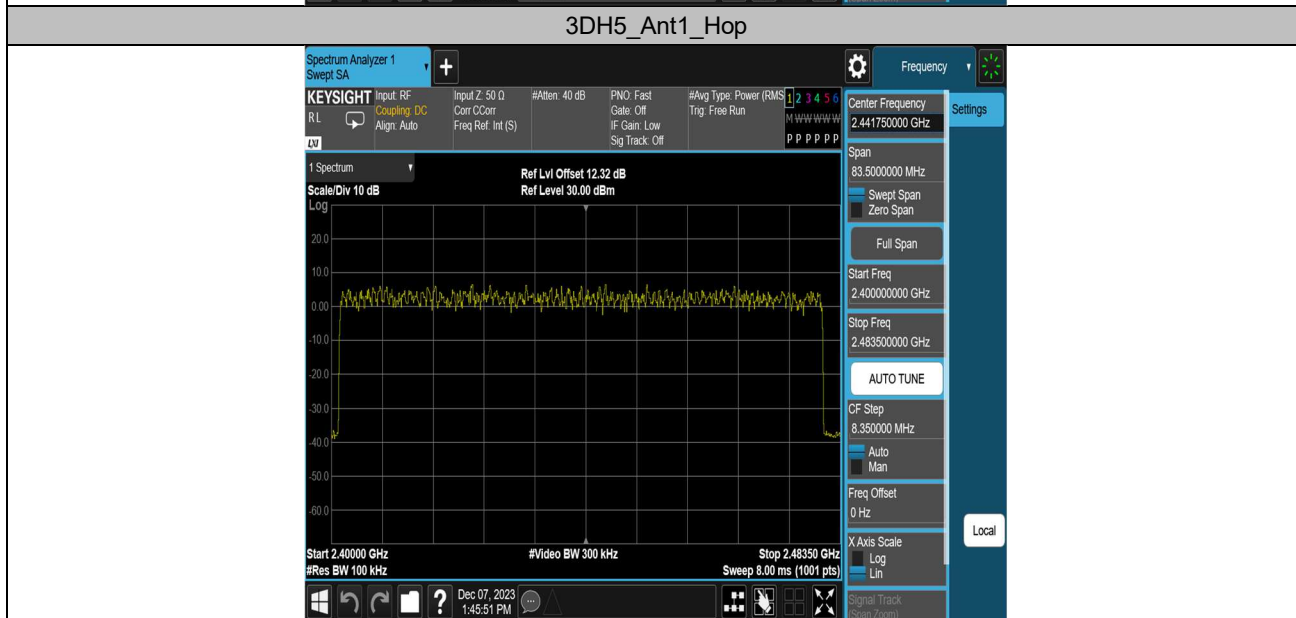 3DH5_Ant1_Hop
Spectrum Analyzer 1
Swept SA
Frequency
KEYSIGHT
RL
LXI
Input: RF
Coupling: DC
Align: Auto
Input Z: 50 Ω
Corr CCorr
Freq Ref: Int (S)
#Atten: 40 dB
PNO: Fast
Gate: Off
IF Gain: Low
Sig Track: Off
#Avg Type: Power (RMS
Trig: Free Run
1 2 3 4 5 6
M W W W W W
P P P P P P
Center Frequency
2.441750000 GHz
Settings
Span
83.5000000 MHz
Swept Span
Zero Span
Full Span
Start Freq
2.400000000 GHz
Stop Freq
2.483500000 GHz
AUTO TUNE
CF Step
8.350000 MHz
Auto
Man
Freq Offset
0 Hz
X Axis Scale
Log
Lin
Signal Track
(Span Zoom)
Local
1 Spectrum
Scale/Div 10 dB
Ref Lvl Offset 12.32 dB
Ref Level 30.00 dBm
Log
20.0
10.0
0.00
-10.0
-20.0
-30.0
-40.0
-50.0
-60.0
Start 2.40000 GHz
#Res BW 100 kHz
#Video BW 300 kHz
Stop 2.48350 GHz
Sweep 8.00 ms (1001 pts)
?
Dec 07, 2023
1:45:51 PM